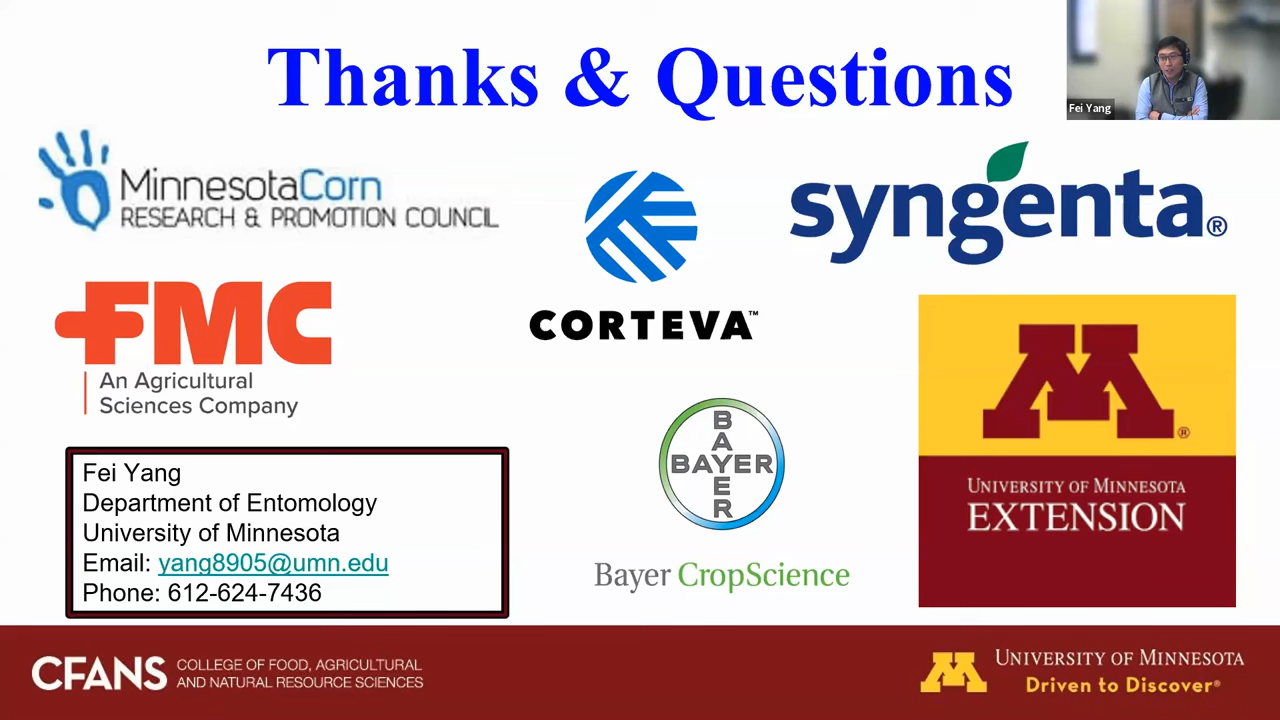 Thanks & Questions
Fei Yang
MinnesotaCorn
RESEARCH & PROMOTION COUNCIL
CORTEVA™
syngenta®
FMC
An Agricultural
Sciences Company
BAYER
BAYER
Bayer CropScience
M®
UNIVERSITY OF MINNESOTA
EXTENSION
Fei Yang
Department of Entomology
University of Minnesota
Email: yang8905@umn.edu
Phone: 612-624-7436
CFANS
COLLEGE OF FOOD, AGRICULTURAL
AND NATURAL RESOURCE SCIENCES
M
UNIVERSITY OF MINNESOTA
Driven to Discover®